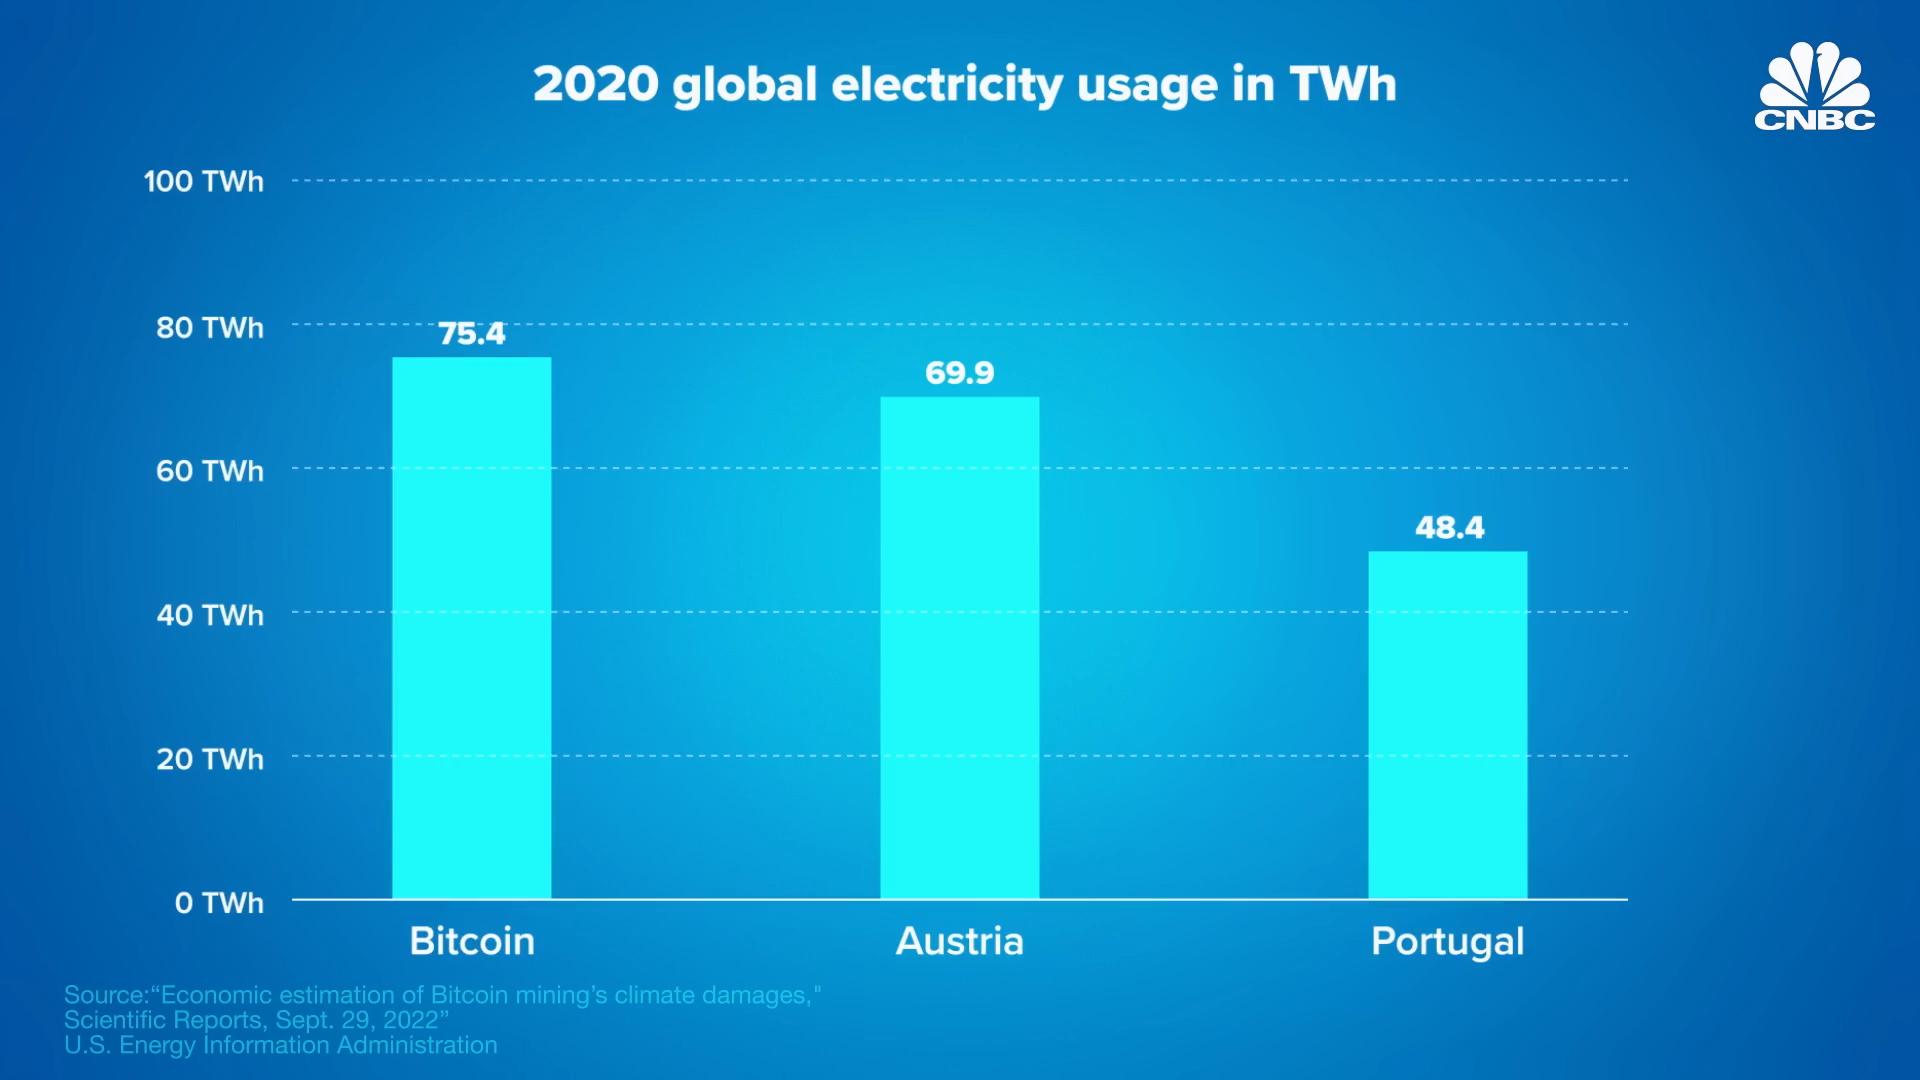 2020 global electricity usage in TWh
CNBC
100 TWh
80 TWh
60 TWh
40 TWh
20 TWh
0 TWh
75.4
69.9
48.4
Bitcoin
Austria
Portugal
Source:“Economic estimation of Bitcoin mining’s climate damages,"
Scientific Reports, Sept. 29, 2022”
U.S. Energy Information Administration